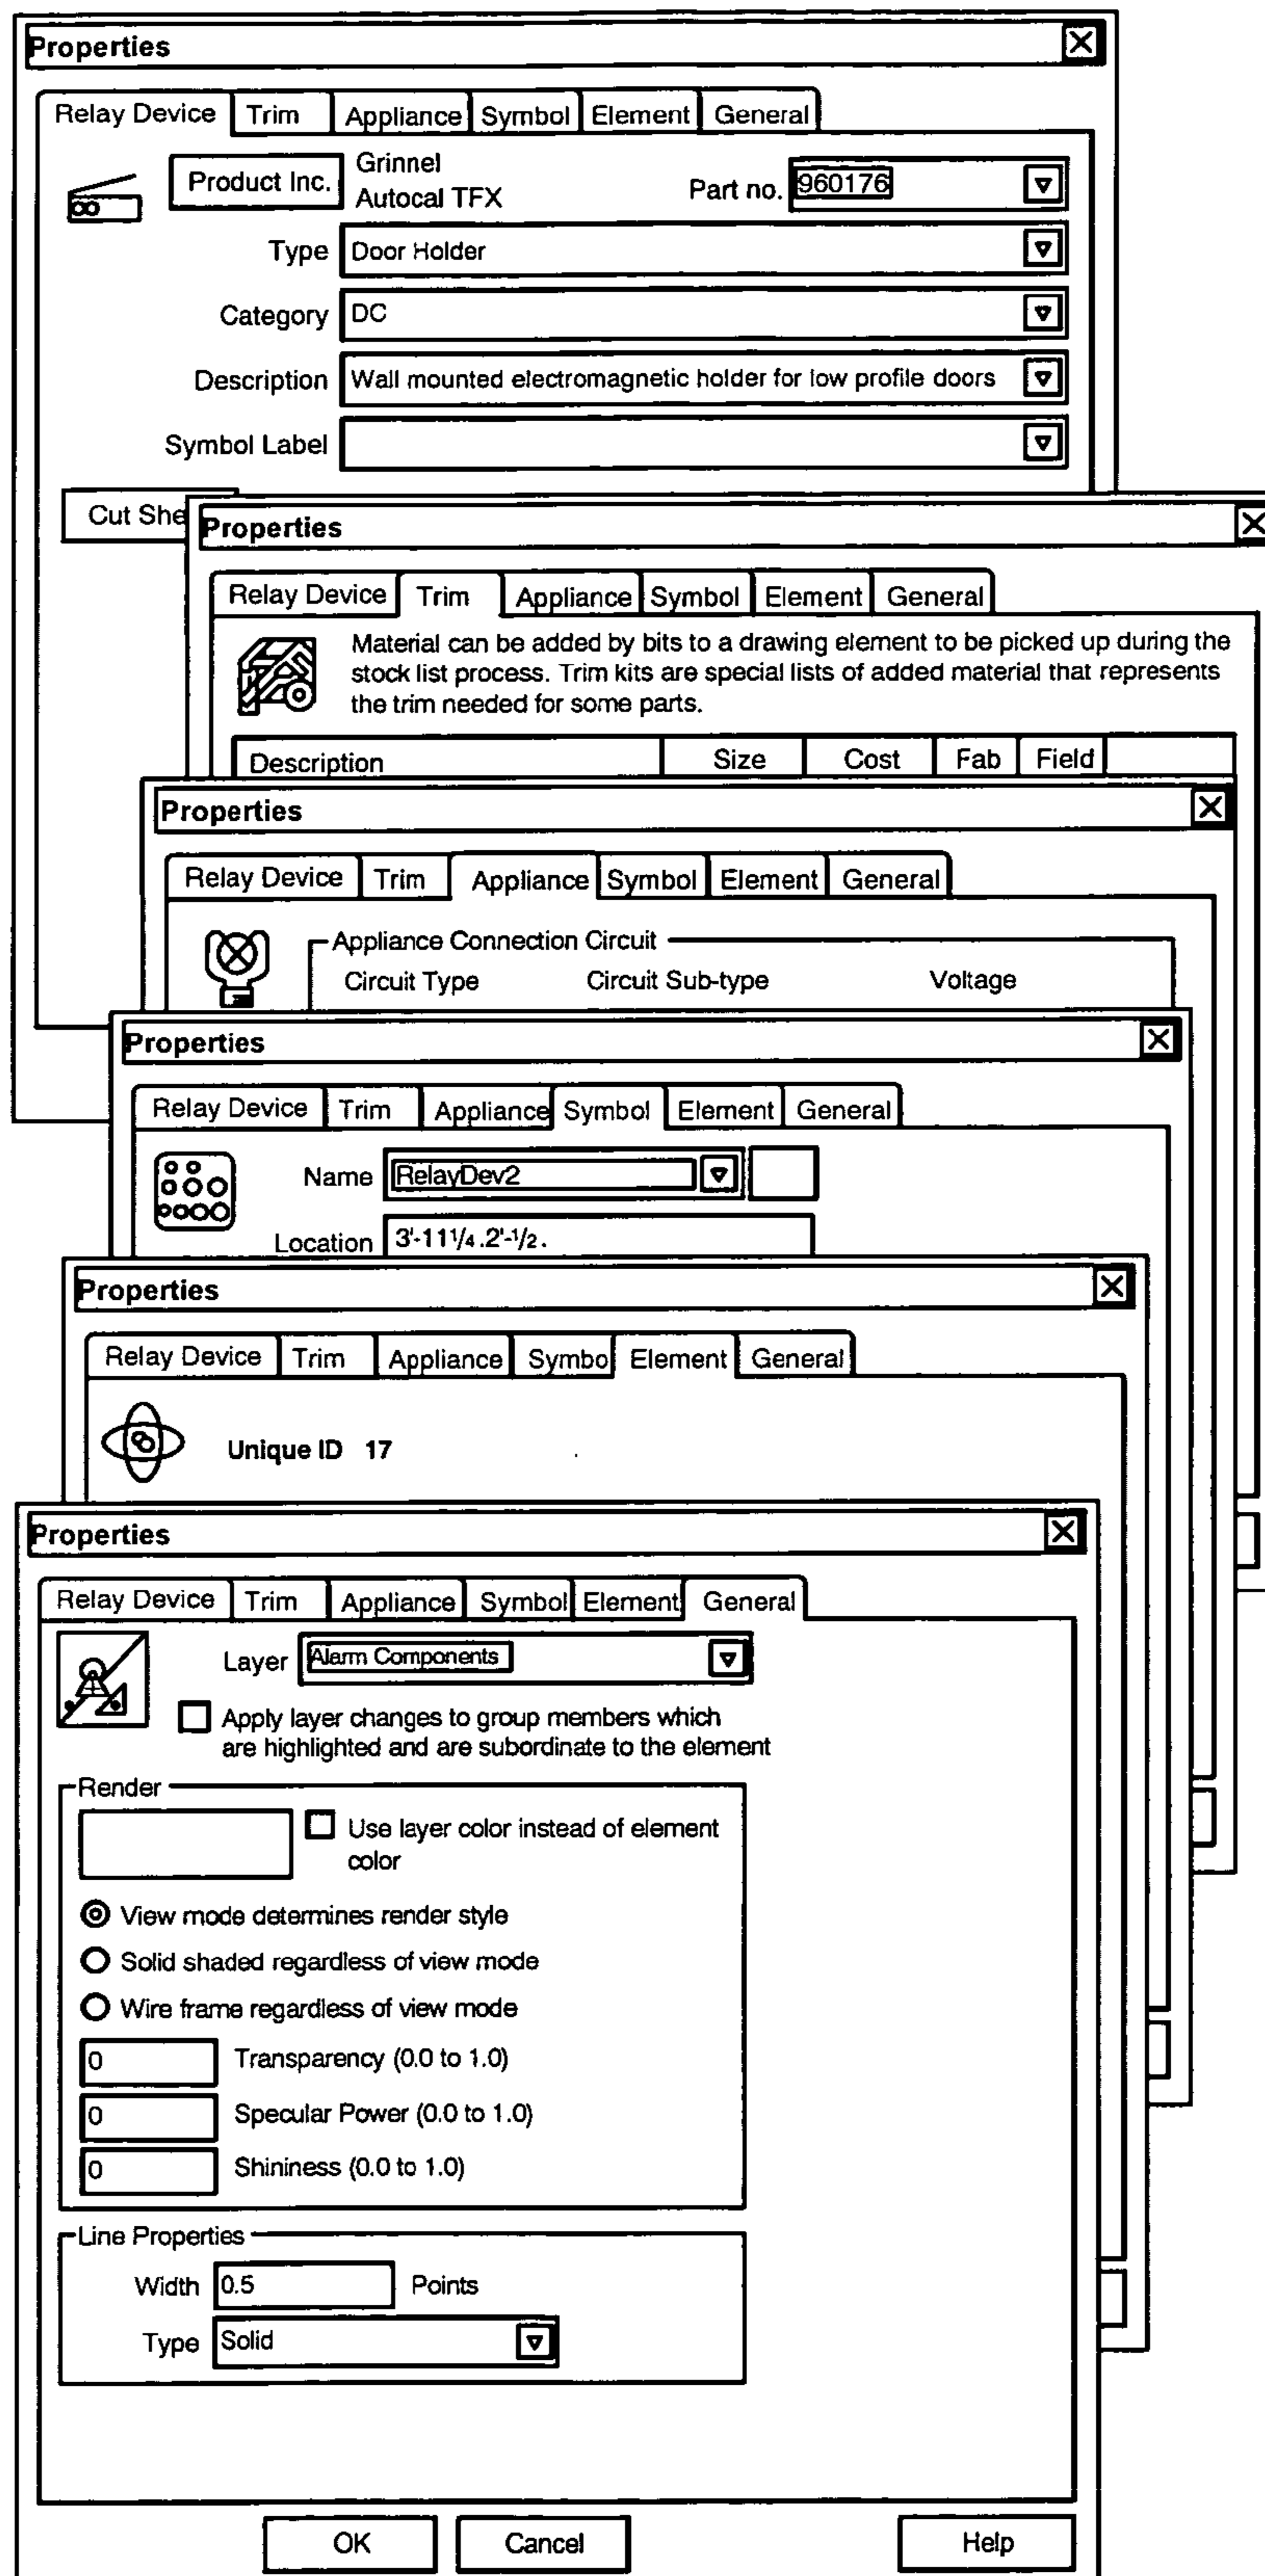 Properties
Relay Device Trim Appliance Symbol Element General
Product Inc. Grinnel
Autocal TFX
Part no. 960176
Type Door Holder
Category DC
Description Wall mounted electromagnetic holder for low profile doors
Symbol Label
Cut She
Properties
Relay Device Trim Appliance Symbol Element General
Material can be added by bits to a drawing element to be picked up during the
stock list process. Trim kits are special lists of added material that represents
the trim needed for some parts.
Description Size Cost Fab Field
Properties
Relay Device Trim Appliance Symbol Element General
Appliance Connection Circuit
Circuit Type Circuit Sub-type Voltage
Properties
Relay Device Trim Appliance Symbol Element General
Name RelayDev2
Location 3'-11 1/4 .2'-1/2 .
Properties
Relay Device Trim Appliance Symbo Element General
Unique ID 17
Properties
Relay Device Trim Appliance Symbol Element General
Layer Alarm Components
Apply layer changes to group members which
are highlighted and are subordinate to the element
Render
Use layer color instead of element
color
View mode determines render style
Solid shaded regardless of view mode
Wire frame regardless of view mode
0 Transparency (0.0 to 1.0)
0 Specular Power (0.0 to 1.0)
0 Shininess (0.0 to 1.0)
Line Properties
Width 0.5 Points
Type Solid
OK Cancel Help